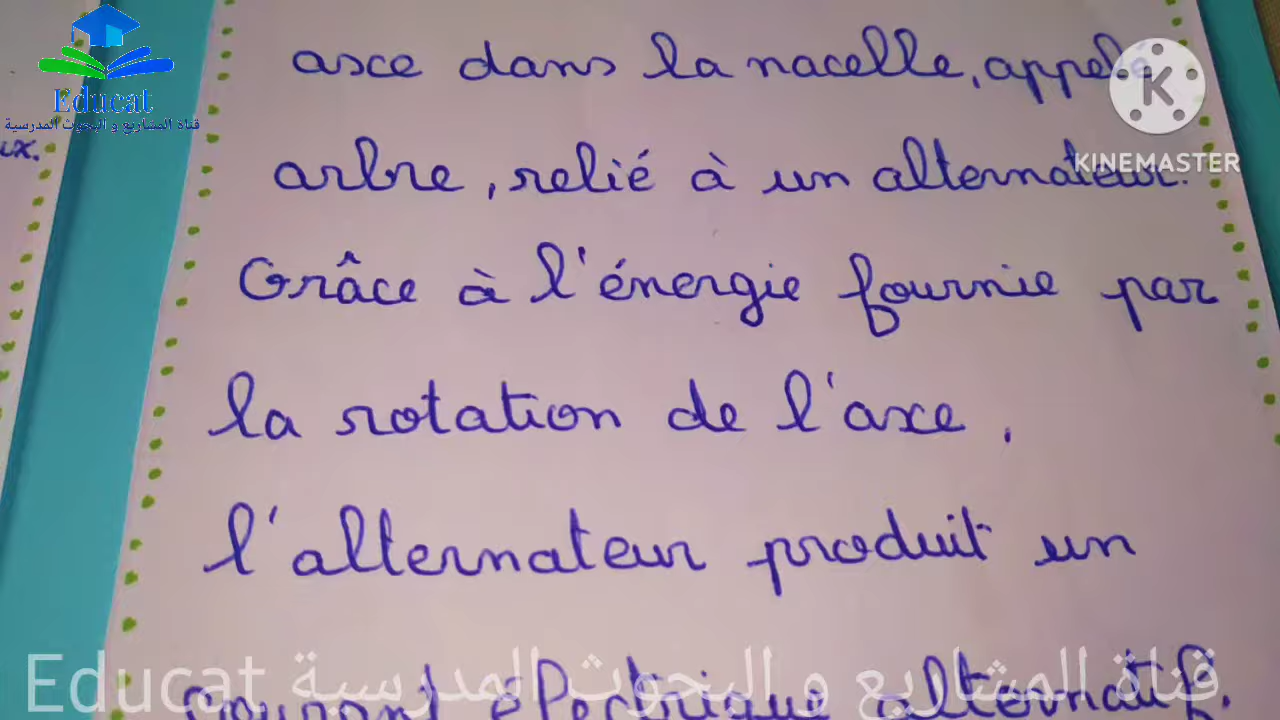 Educat
قناة المشاريع و البحوث المدرسية
ux.
KINEMASTER
axe dans la nacelle, appelé
arbre, relié à un alternateur.
Grâce à l'énergie fournie par
la rotation de l'axe,
l'alternateur produit un
courant électrique alternatif.
Educat قناة المشاريع و البحوث المدرسية